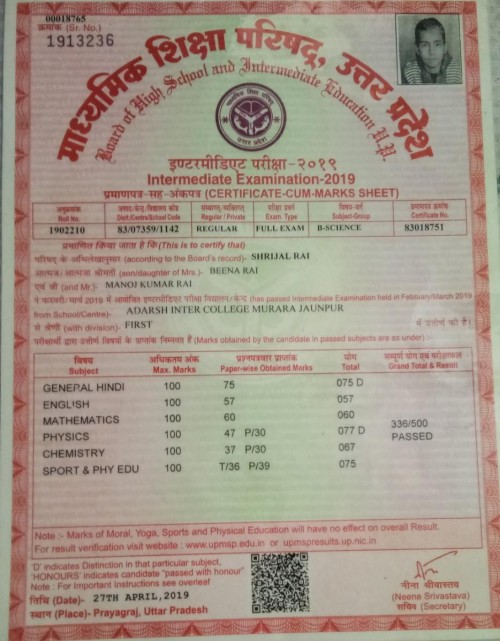 00018765
क्रमांक (Sr. No.)
1913236
माध्यमिक शिक्षा परिषद्, उत्तर प्रदेश
Board of High School and Intermediate Education U.P.
माध्यमिक शिक्षा परिषद्
उत्तर प्रदेश
इण्टरमीडिएट परीक्षा-२०१९
Intermediate Examination-2019
प्रमाणपत्र-सह-अंकपत्र (CERTIFICATE-CUM-MARKS SHEET)
अनुक्रमांक जनपद/केन्द्र/विद्यालय कोड संस्थागत/व्यक्तिगत परीक्षा प्रकार विषय-वर्ग प्रमाणपत्र क्रमांक
Roll No. Distt./Centre/School Code Regular / Private Exam. Type Subject-Group Certificate No.
1902210 83/07359/1142 REGULAR FULL EXAM B-SCIENCE 83018751
प्रमाणित किया जाता है कि (This is to certify that)
परिषद् के अभिलेखानुसार (according to the Board's record)- SHRIJAL RAI
आत्मज/आत्मजा श्रीमती (son/daughter of Mrs.)- BEENA RAI
एवं श्री (and Mr.)- MANOJ KUMAR RAI
ने फरवरी/मार्च 2019 में आयोजित इण्टरमीडिएट परीक्षा विद्यालय/केन्द्र (has passed Intermediate Examination held in February/March 2019
from School/Centre)- ADARSH INTER COLLEGE MURARA JAUNPUR
से श्रेणी (with division)- FIRST में उत्तीर्ण की है।
परीक्षार्थी द्वारा उत्तीर्ण विषयों के प्राप्तांक निम्नवत हैं (Marks obtained by the candidate in passed subjects are as under) :-
विषय अधिकतम अंक प्रश्नपत्रवार प्राप्तांक योग सम्पूर्ण योग एवं परीक्षाफल
Subject Max. Marks Paper-wise Obtained Marks Total Grand Total & Result
GENERAL HINDI 100 75 075 D
ENGLISH 100 57 057
MATHEMATICS 100 60 060
336/500
PHYSICS 100 47 P/30 077 D PASSED
CHEMISTRY 100 37 P/30 067
SPORT & PHY EDU 100 T/36 P/39 075
Note :- Marks of Moral, Yoga, Sports and Physical Education will have no effect on overall Result.
For result verification visit website : www.upmsp.edu.in or upmspresults.up.nic.in
'D' indicates Distinction in that particular subject,
'HONOURS' indicates candidate "passed with honour"
Note : For Important Instructions see overleaf
तिथि (Date)- 27TH APRIL,2019
स्थान (Place)- Prayagraj, Uttar Pradesh
नीना श्रीवास्तव
(Neena Srivastava)
सचिव (Secretary)